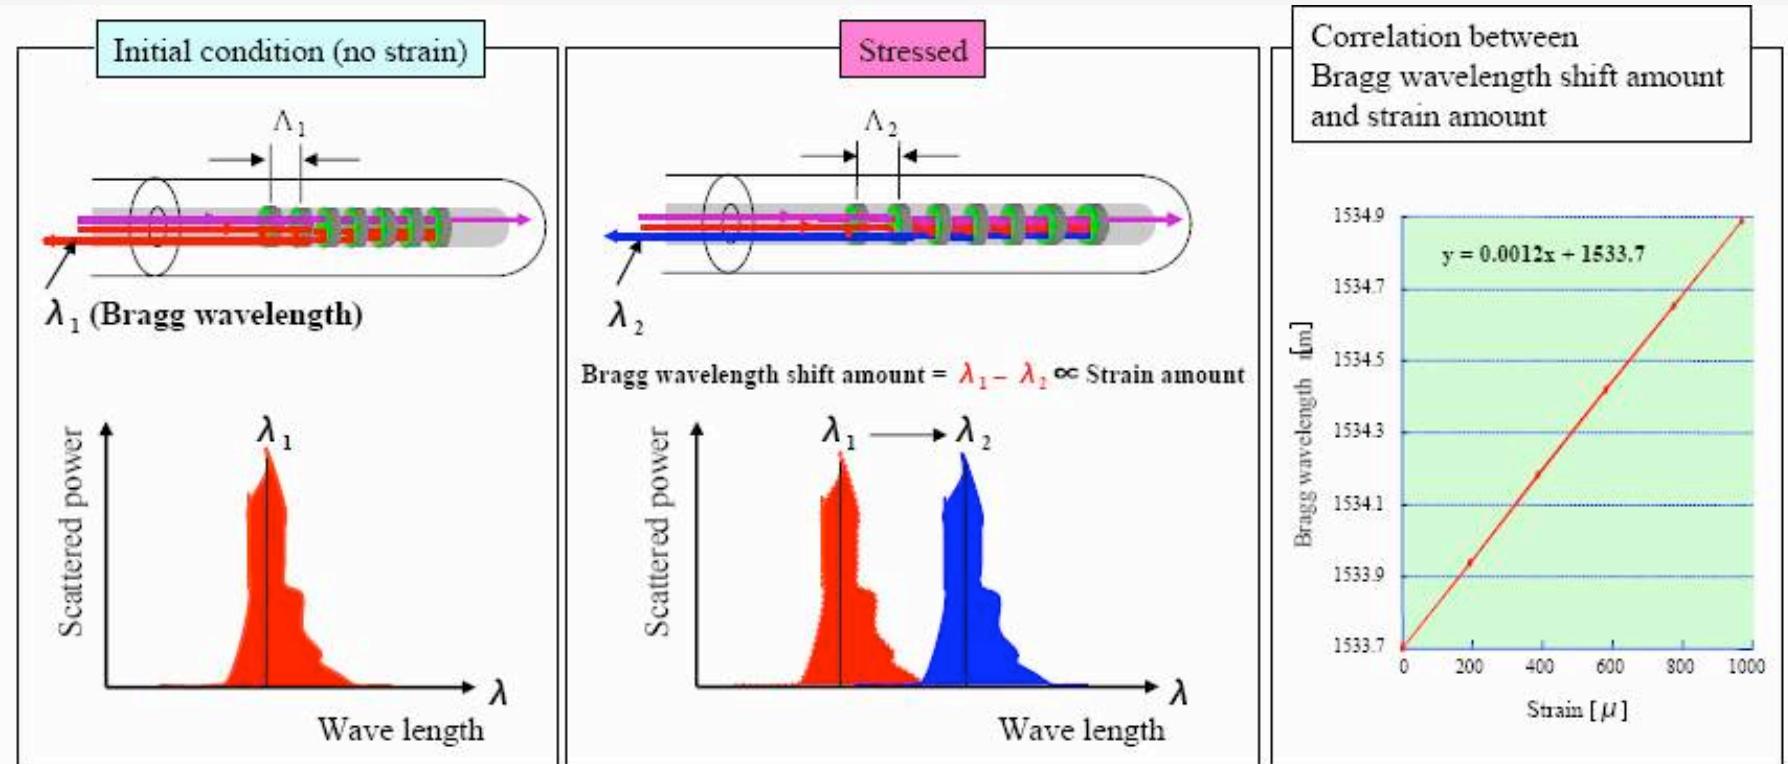 Initial condition (no strain)
Λ1
λ1 (Bragg wavelength)
Scattered power
λ1
λ
Wave length
Stressed
Λ2
λ2
Bragg wavelength shift amount = λ1 − λ2 ∝ Strain amount
Scattered power
λ1
λ2
λ
Wave length
Correlation between
Bragg wavelength shift amount
and strain amount
Bragg wavelength [nm]
1534.9
1534.7
1534.5
1534.3
1534.1
1533.9
1533.7
y = 0.0012x + 1533.7
0 200 400 600 800 1000
Strain [μ]